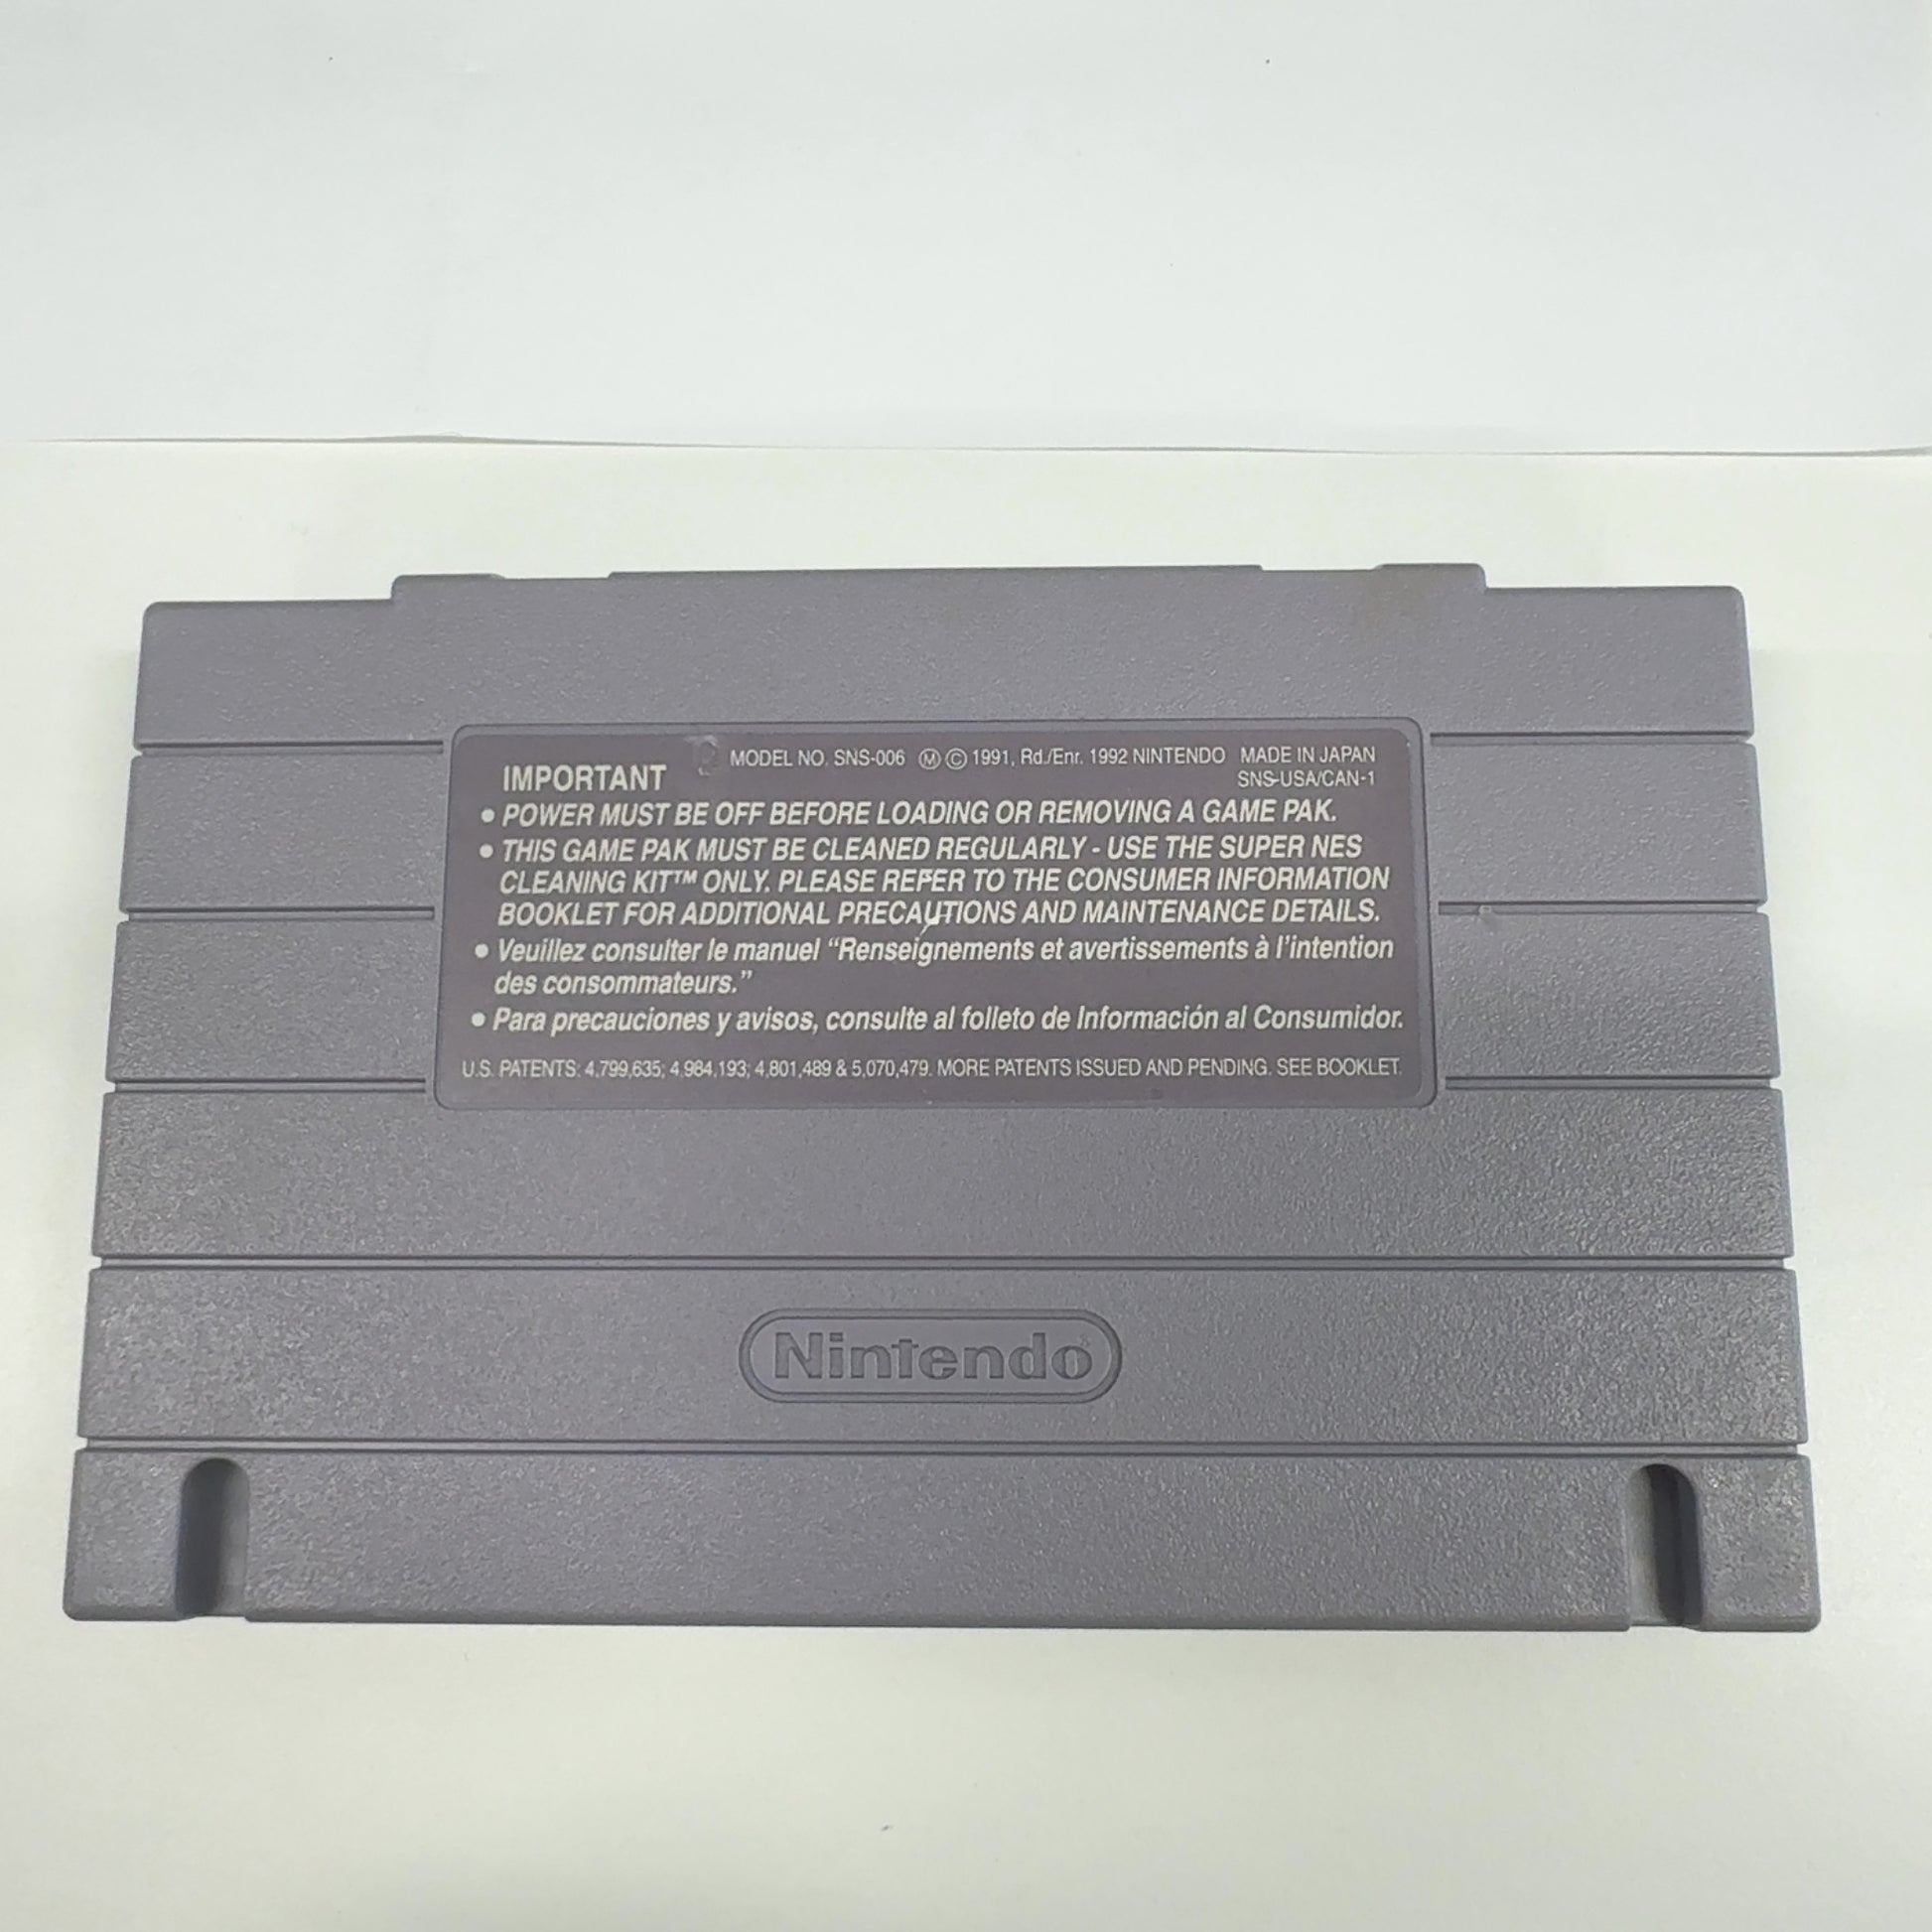 MODEL NO. SNS-006 Ⓜ © 1991, Rd./Enr. 1992 NINTENDO MADE IN JAPAN
SNS-USA/CAN-1
IMPORTANT
• POWER MUST BE OFF BEFORE LOADING OR REMOVING A GAME PAK.
• THIS GAME PAK MUST BE CLEANED REGULARLY - USE THE SUPER NES
CLEANING KIT™ ONLY. PLEASE REFER TO THE CONSUMER INFORMATION
BOOKLET FOR ADDITIONAL PRECAUTIONS AND MAINTENANCE DETAILS.
• Veuillez consulter le manuel “Renseignements et avertissements à l’intention
des consommateurs.”
• Para precauciones y avisos, consulte al folleto de Información al Consumidor.
U.S. PATENTS: 4,799,635; 4,984,193; 4,801,489 & 5,070,479. MORE PATENTS ISSUED AND PENDING. SEE BOOKLET.
Nintendo